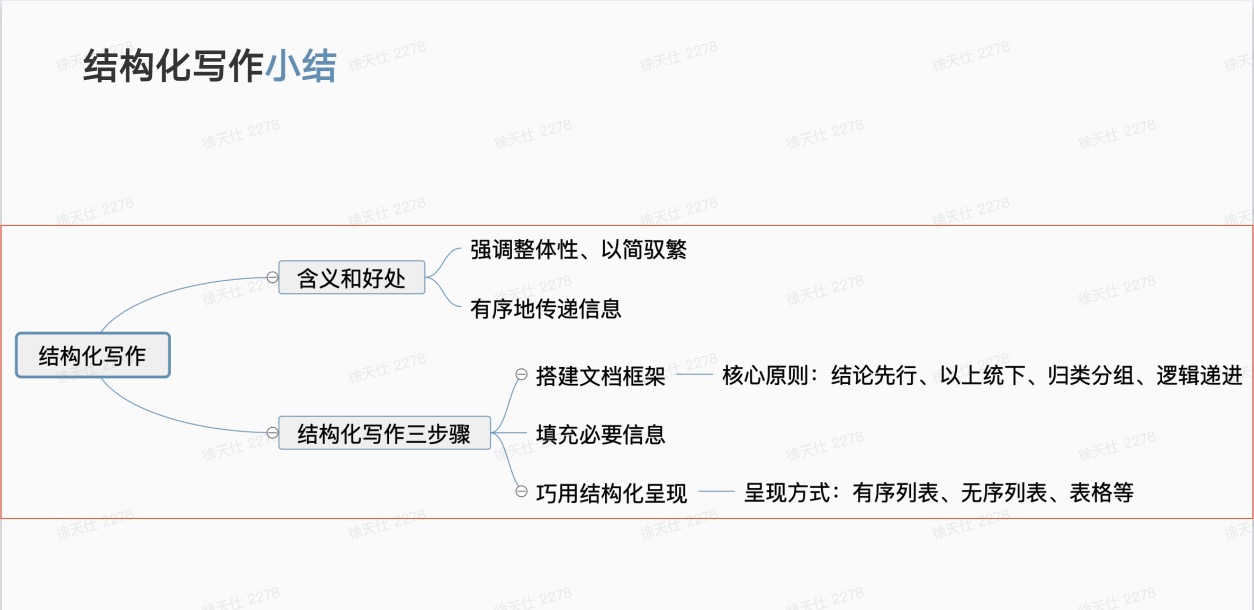 结构化写作小结
含义和好处
强调整体性、以简驭繁
有序地传递信息
结构化写作
结构化写作三步骤
搭建文档框架
核心原则：结论先行、以上统下、归类分组、逻辑递进
填充必要信息
巧用结构化呈现
呈现方式：有序列表、无序列表、表格等
徐天仕 2278